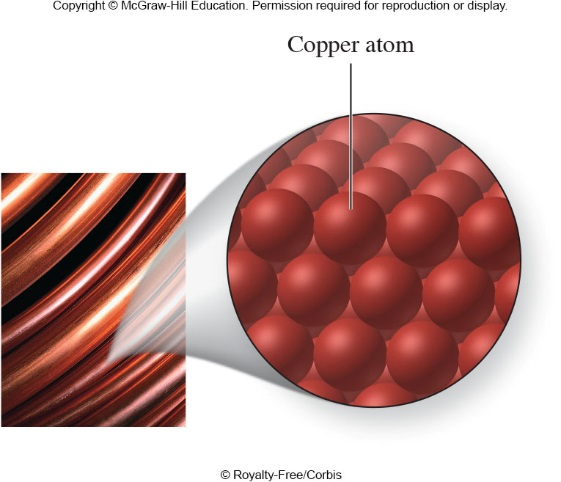 Copyright © McGraw-Hill Education. Permission required for reproduction or display.
Copper atom
© Royalty-Free/Corbis